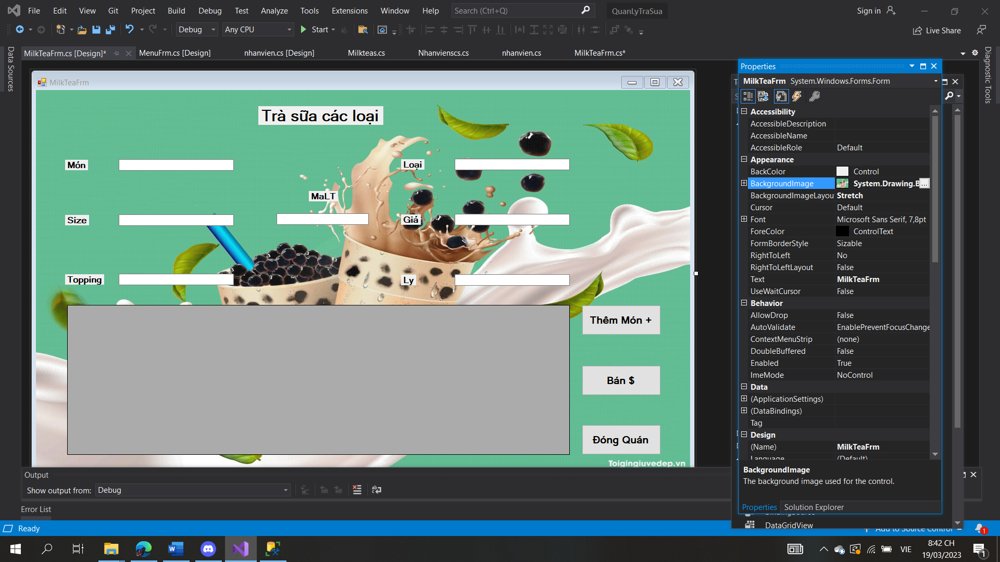 File Edit View Git Project Build Debug Test Analyze Tools Extensions Window Help Search (Ctrl+Q) QuanLyTraSua Sign in
Debug Any CPU Start Live Share
Data Sources
MilkTeaFrm.cs [Design]* MenuFrm.cs [Design] nhanvien.cs [Design] Milkteas.cs Nhanvienscs.cs nhanvien.cs MilkTeaFrm.cs*
Diagnostic Tools
MilkTeaFrm
Trà sữa các loại
Món
Loại
MaLT
Size
Giá
Topping
Ly
Thêm Món +
Bán $
Đóng Quán
Toigingiuvedep.vn
Properties
MilkTeaFrm System.Windows.Forms.Form
Accessibility
AccessibleDescription
AccessibleName
AccessibleRole Default
Appearance
BackColor Control
BackgroundImage System.Drawing.B ...
BackgroundImageLayou Stretch
Cursor Default
Font Microsoft Sans Serif, 7,8pt
ForeColor ControlText
FormBorderStyle Sizable
RightToLeft No
RightToLeftLayout False
Text MilkTeaFrm
UseWaitCursor False
Behavior
AllowDrop False
AutoValidate EnablePreventFocusChange
ContextMenuStrip (none)
DoubleBuffered False
Enabled True
ImeMode NoControl
Data
(ApplicationSettings)
(DataBindings)
Tag
Design
(Name) MilkTeaFrm
Language (Default)
BackgroundImage
The background image used for the control.
Properties Solution Explorer
BindingSource
DataGridView
Output
Show output from: Debug
Error List
Ready
Add to Source Control
1
VIE
8:42 CH
19/03/2023
1